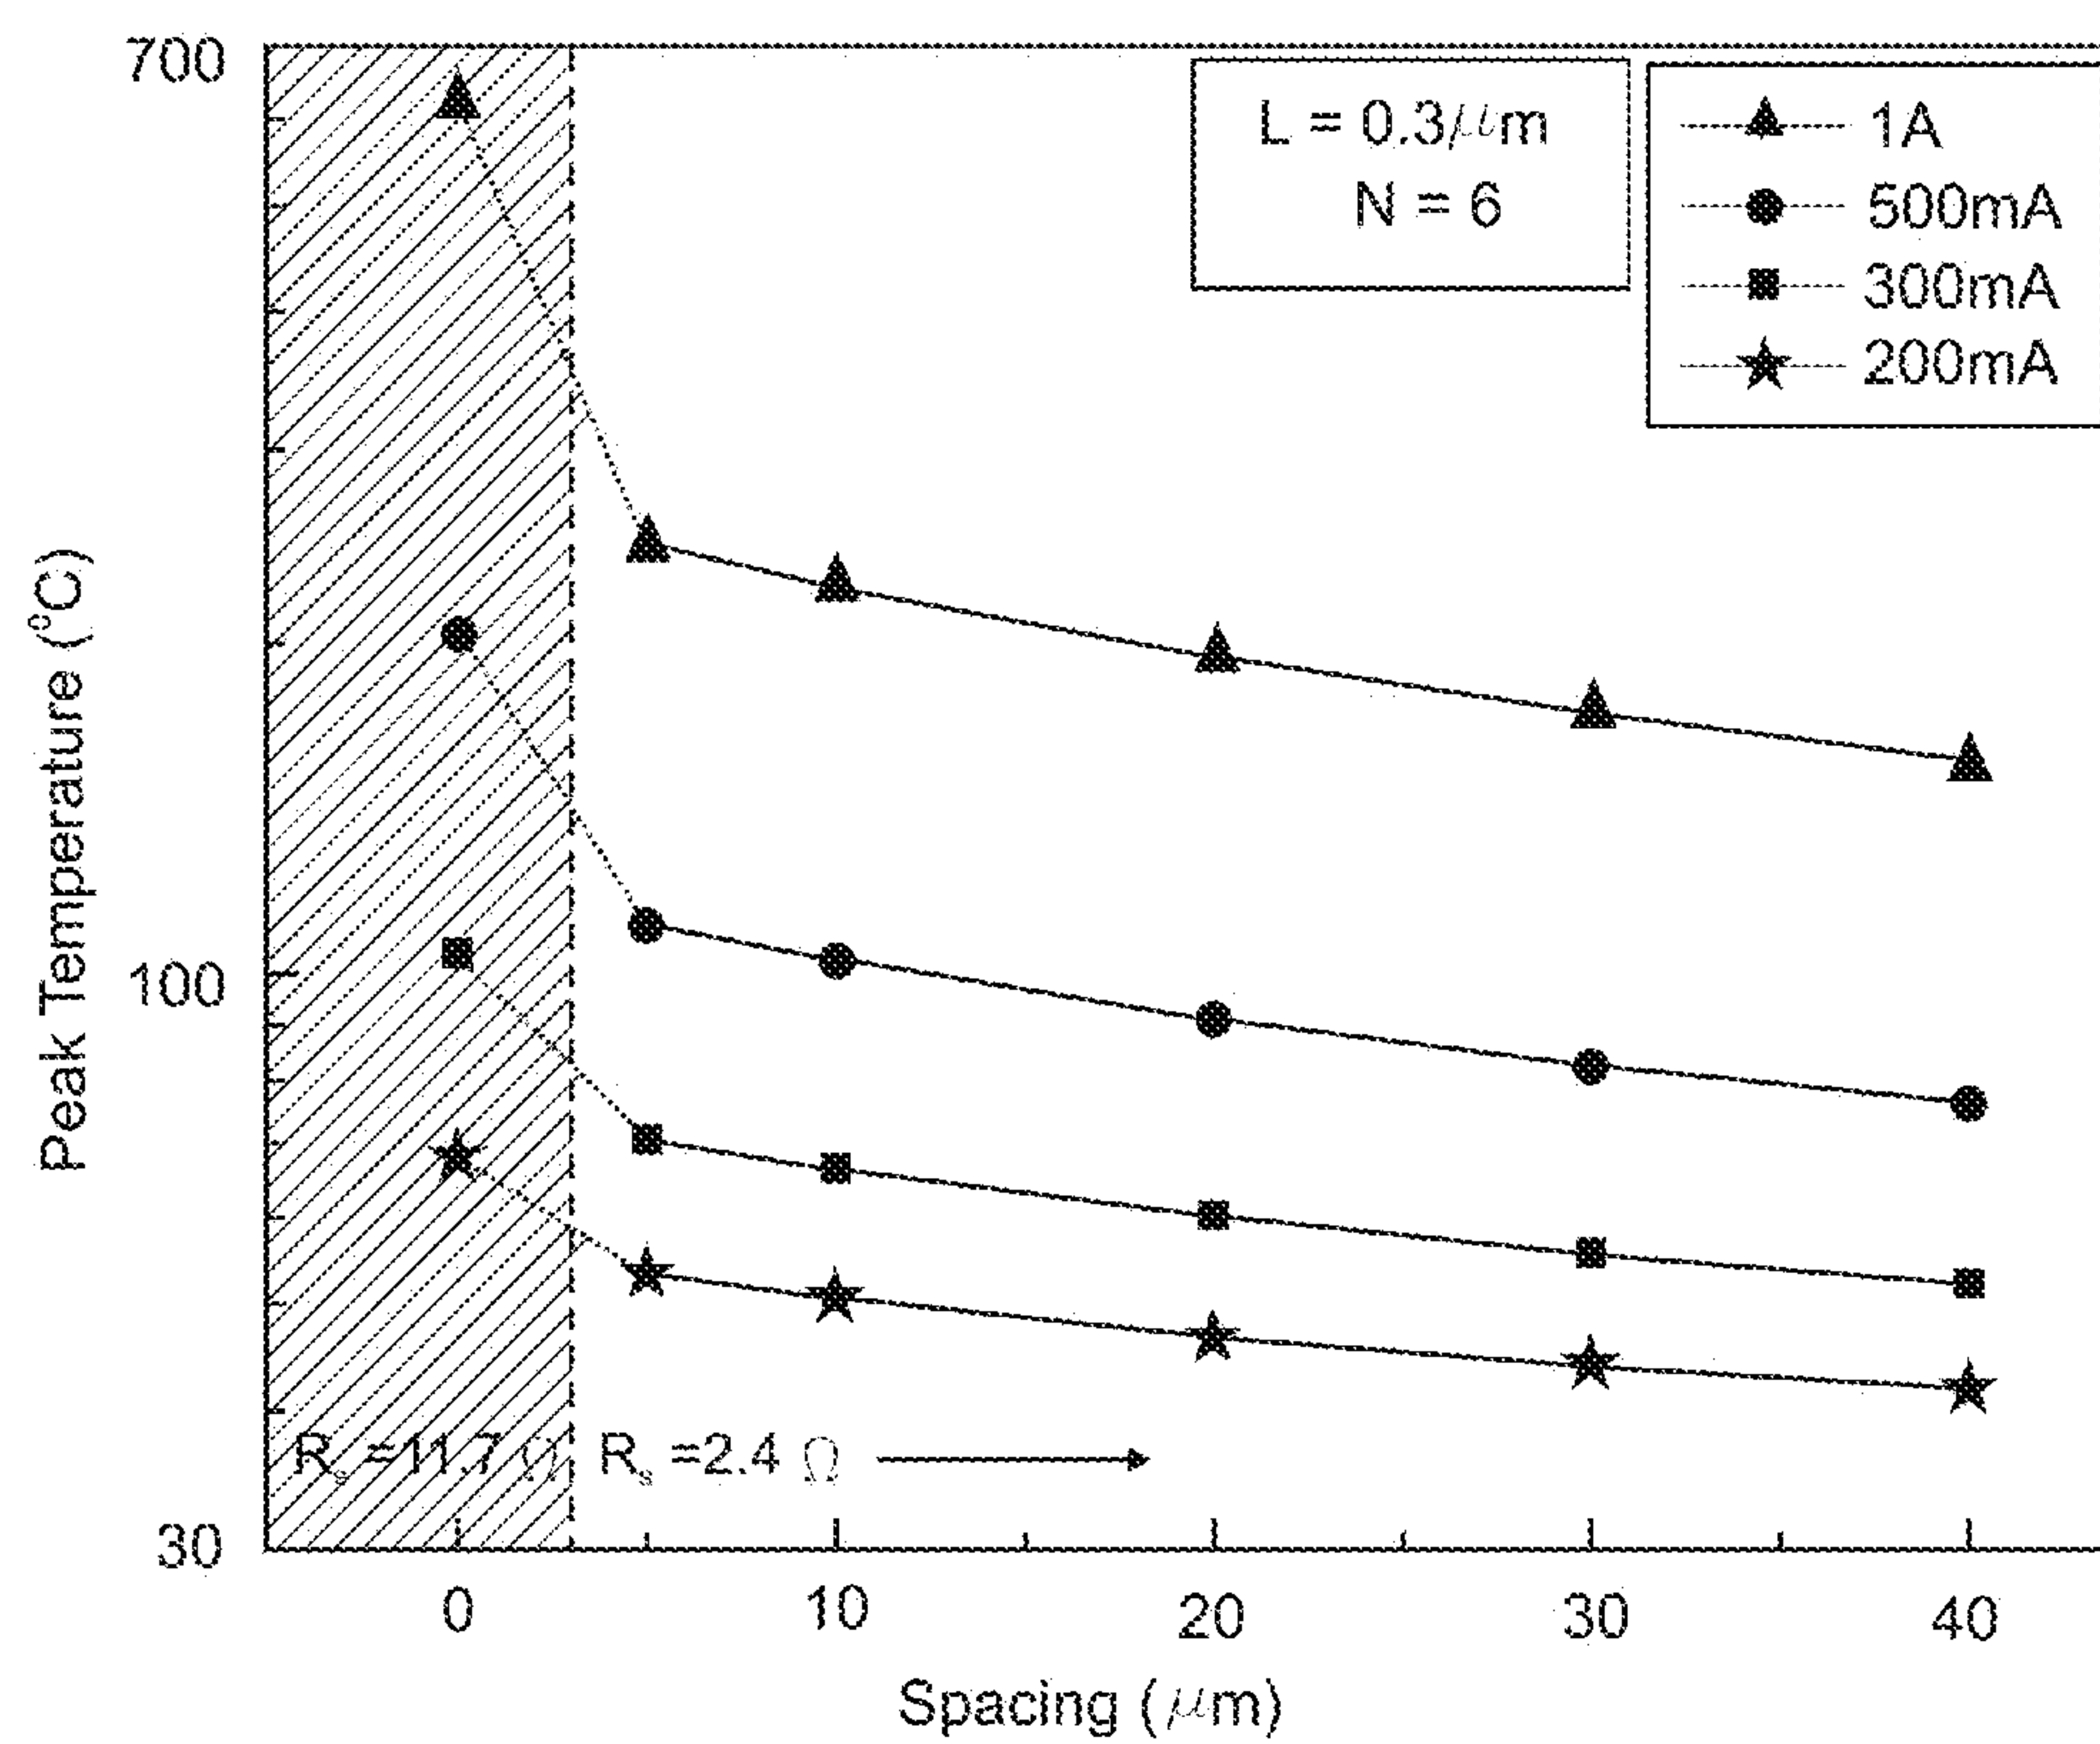 700
L = 0.3μm
N = 6
1A
500mA
300mA
200mA
Peak Temperature (°C)
100
Rs =11.7 Ω
Rs =2.4 Ω
30
0
10
20
30
40
Spacing (μm)